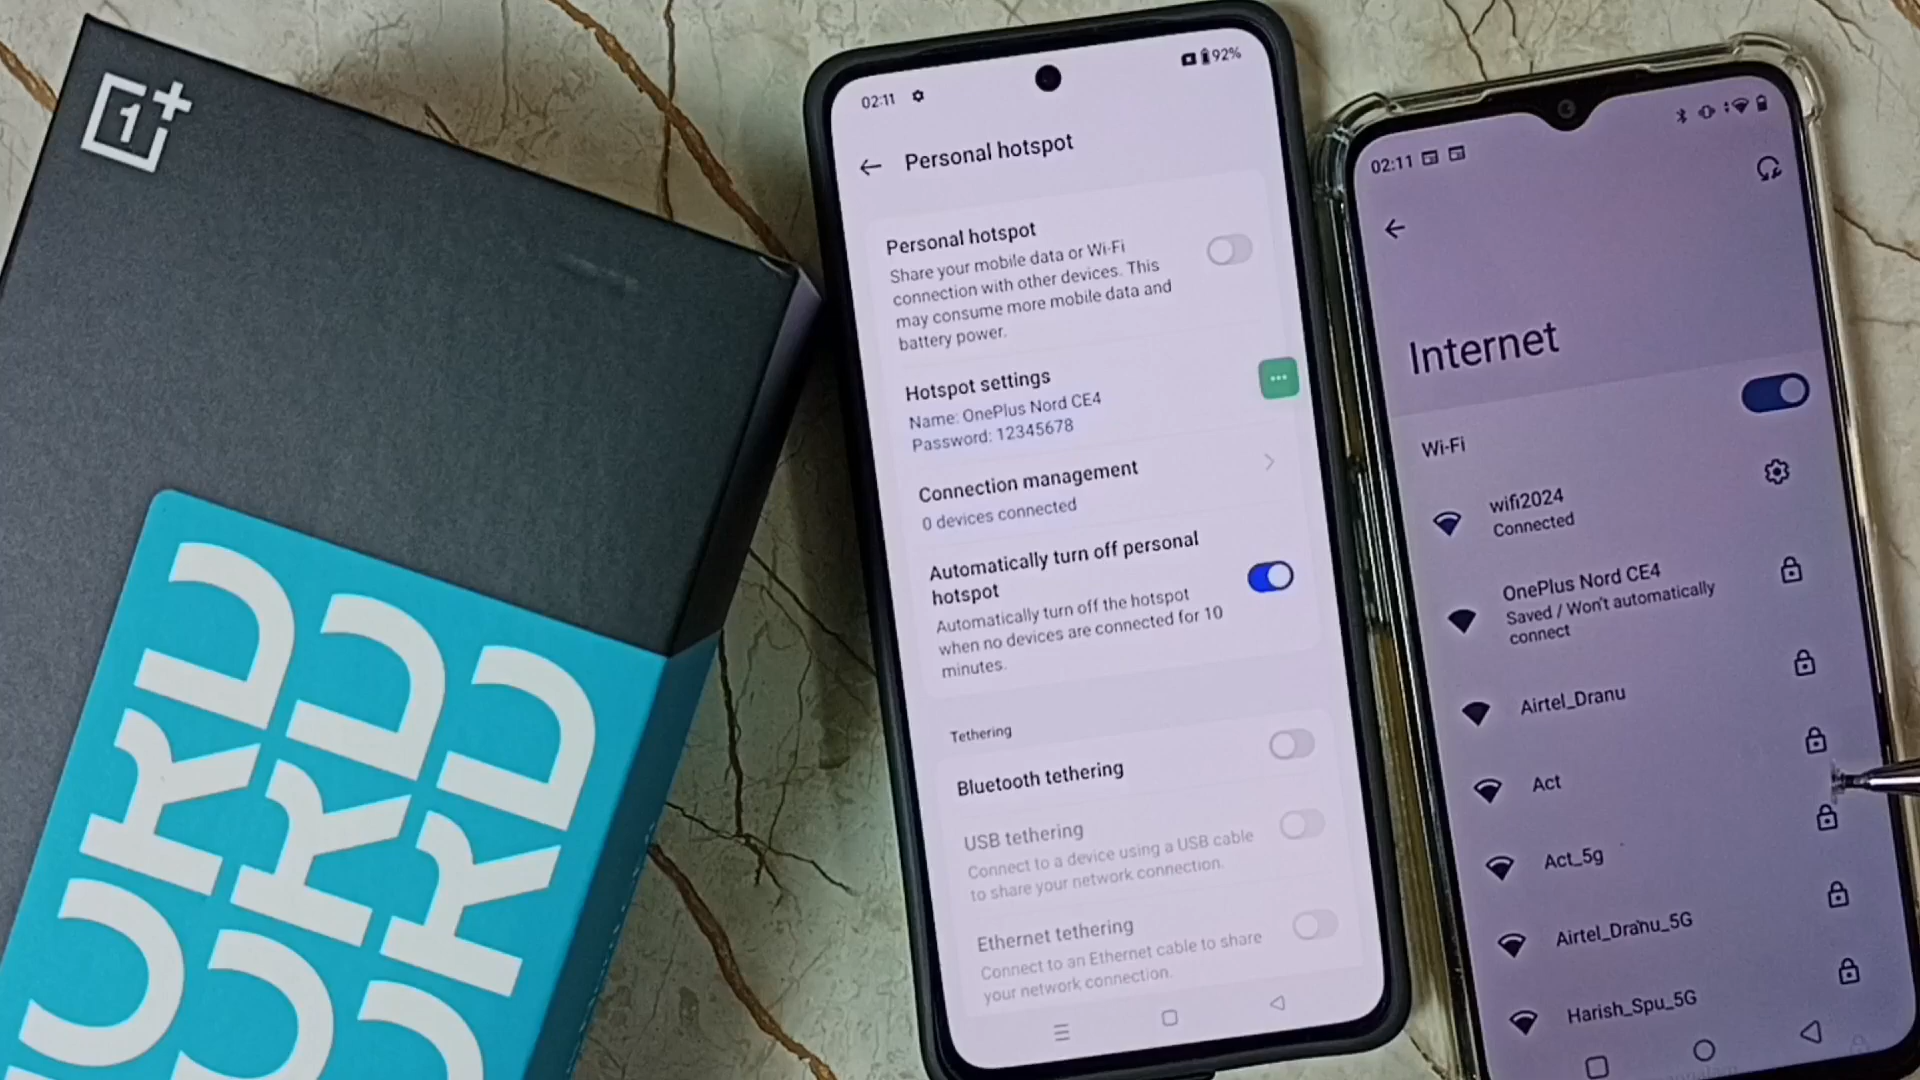 1+
NORD
NORD
NORD
02:11
92%
Personal hotspot
Personal hotspot
Share your mobile data or Wi-Fi
connection with other devices. This
may consume more mobile data and
battery power.
Hotspot settings
Name: OnePlus Nord CE4
Password: 12345678
Connection management
0 devices connected
Automatically turn off personal
hotspot
Automatically turn off the hotspot
when no devices are connected for 10
minutes.
Tethering
Bluetooth tethering
USB tethering
Connect to a device using a USB cable
to share your network connection.
Ethernet tethering
Connect to an Ethernet cable to share
your network connection.
02:11
Internet
Wi-Fi
wifi2024
Connected
OnePlus Nord CE4
Saved / Won't automatically
connect
Airtel_Dranu
Act
Act_5g
Airtel_Dranu_5G
Harish_Spu_5G